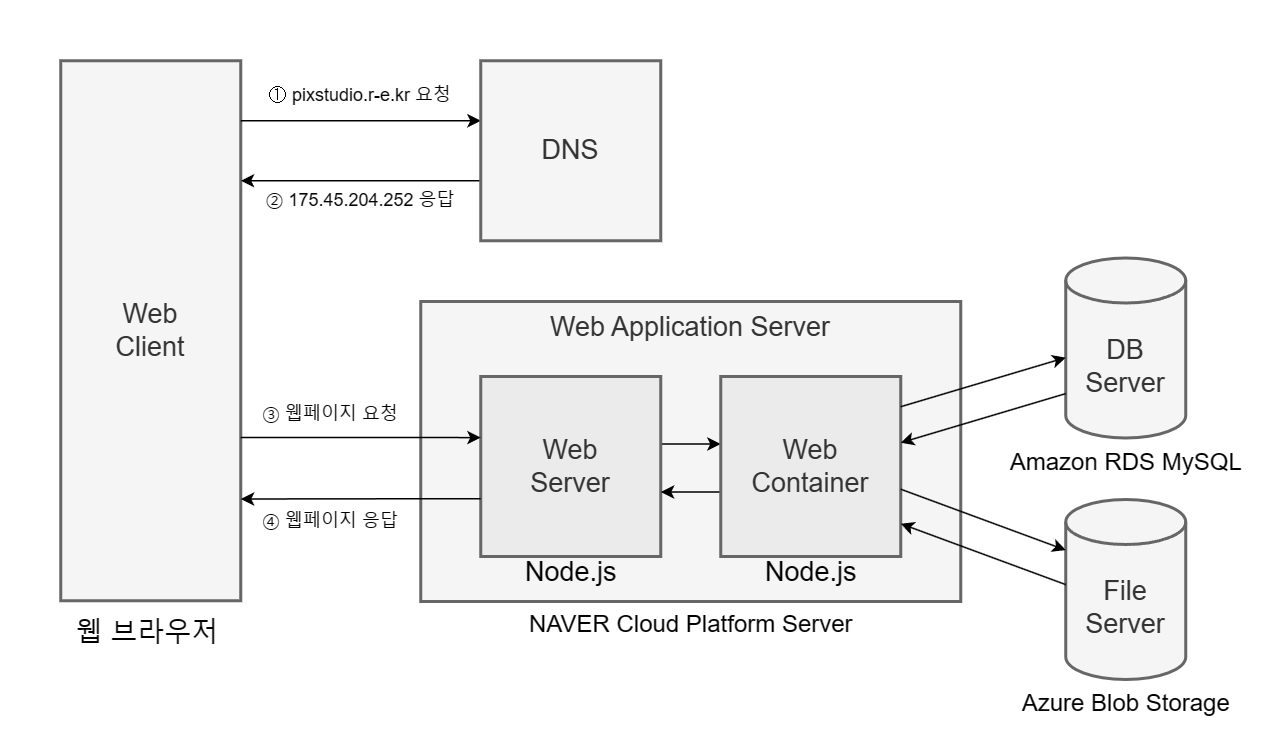 ① pixstudio.r-e.kr 요청
DNS
② 175.45.204.252 응답
Web
Client
웹 브라우저
Web Application Server
③ 웹페이지 요청
④ 웹페이지 응답
Web
Server
Node.js
Web
Container
Node.js
NAVER Cloud Platform Server
DB
Server
Amazon RDS MySQL
File
Server
Azure Blob Storage